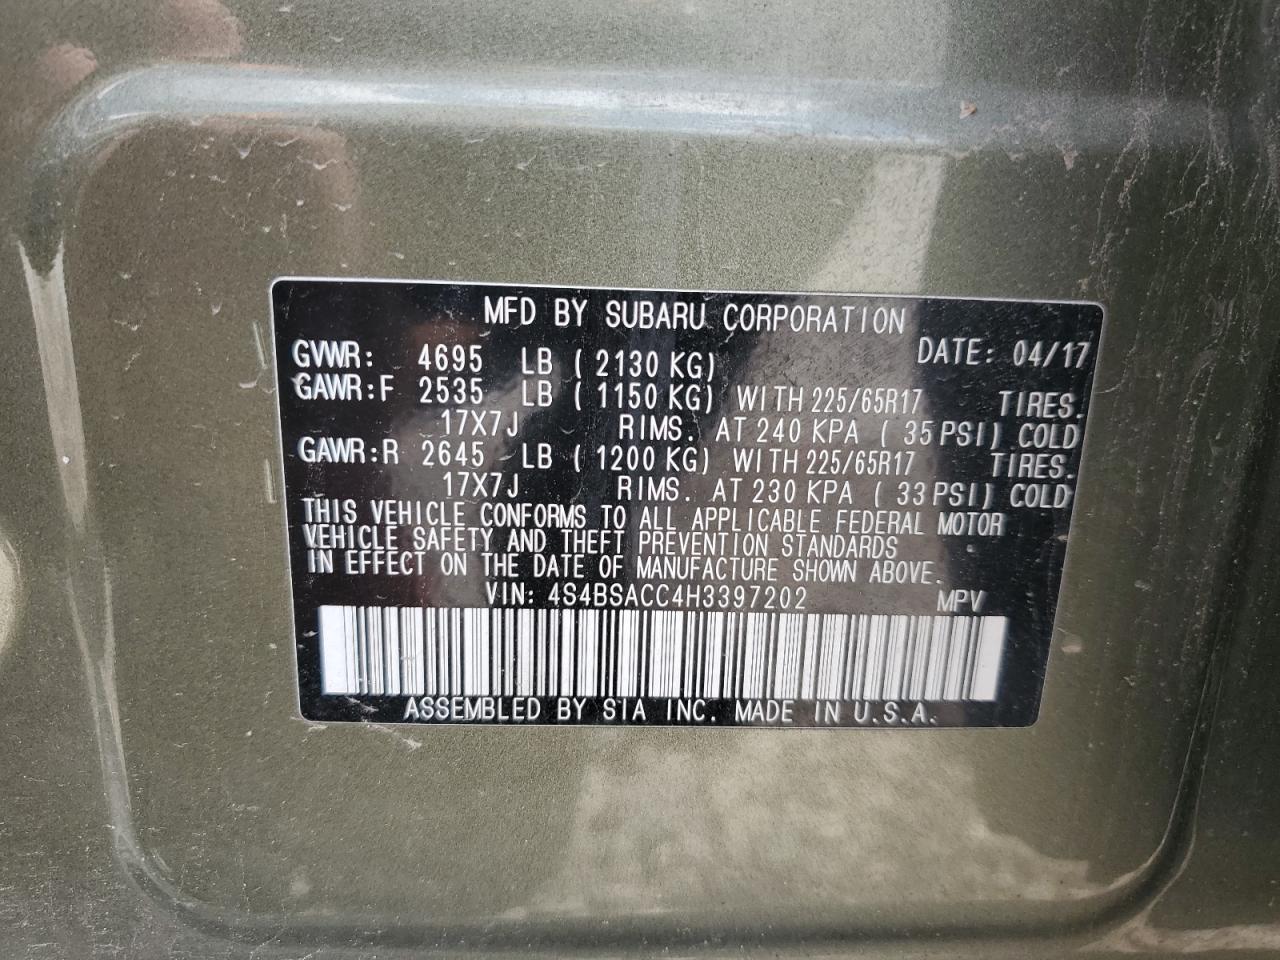 MFD BY SUBARU CORPORATION
GVWR: 4695 LB ( 2130 KG) DATE: 04/17
GAWR:F 2535 LB ( 1150 KG) WITH 225/65R17 TIRES.
17X7J RIMS. AT 240 KPA ( 35 PSI) COLD
GAWR:R 2645 LB ( 1200 KG) WITH 225/65R17 TIRES.
17X7J RIMS. AT 230 KPA ( 33 PSI) COLD
THIS VEHICLE CONFORMS TO ALL APPLICABLE FEDERAL MOTOR
VEHICLE SAFETY AND THEFT PREVENTION STANDARDS
IN EFFECT ON THE DATE OF MANUFACTURE SHOWN ABOVE.
VIN: 4S4BSACC4H3397202 MPV
ASSEMBLED BY SIA INC. MADE IN U.S.A.